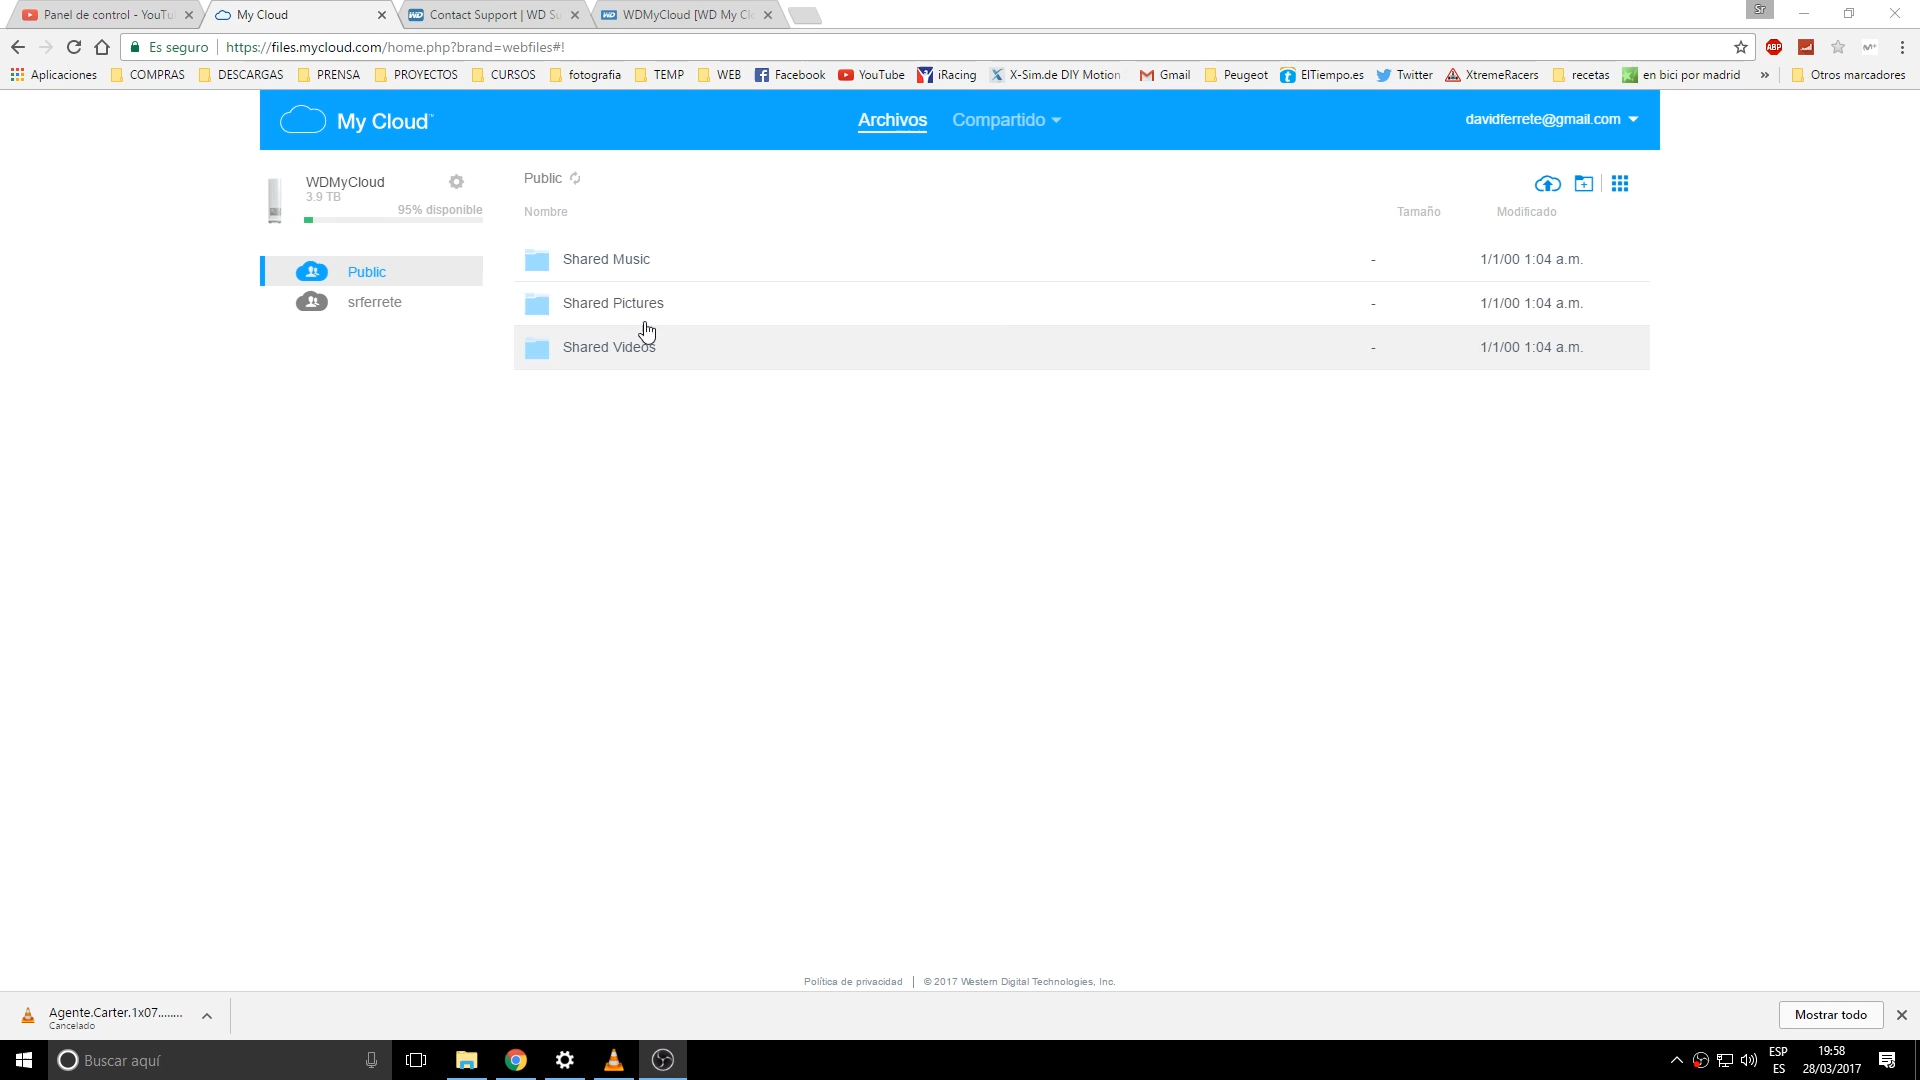 Panel de control - YouTu
My Cloud
Contact Support | WD Su
WDMyCloud [WD My Cl
Sr
Es seguro
https://files.mycloud.com/home.php?brand=webfiles#!
ABP
Aplicaciones
COMPRAS
DESCARGAS
PRENSA
PROYECTOS
CURSOS
fotografia
TEMP
WEB
Facebook
YouTube
iRacing
X-Sim.de DIY Motion
Gmail
Peugeot
ElTiempo.es
Twitter
XtremeRacers
recetas
en bici por madrid
»
Otros marcadores
My Cloud
Archivos
Compartido
davidferrete@gmail.com
WDMyCloud
3.9 TB
95% disponible
Public
srferrete
Public
Nombre
Tamaño
Modificado
Shared Music
-
1/1/00 1:04 a.m.
Shared Pictures
-
1/1/00 1:04 a.m.
Shared Videos
-
1/1/00 1:04 a.m.
Política de privacidad | © 2017 Western Digital Technologies, Inc.
Agente.Carter.1x07........
Cancelado
Mostrar todo
Buscar aquí
ESP
ES
19:58
28/03/2017